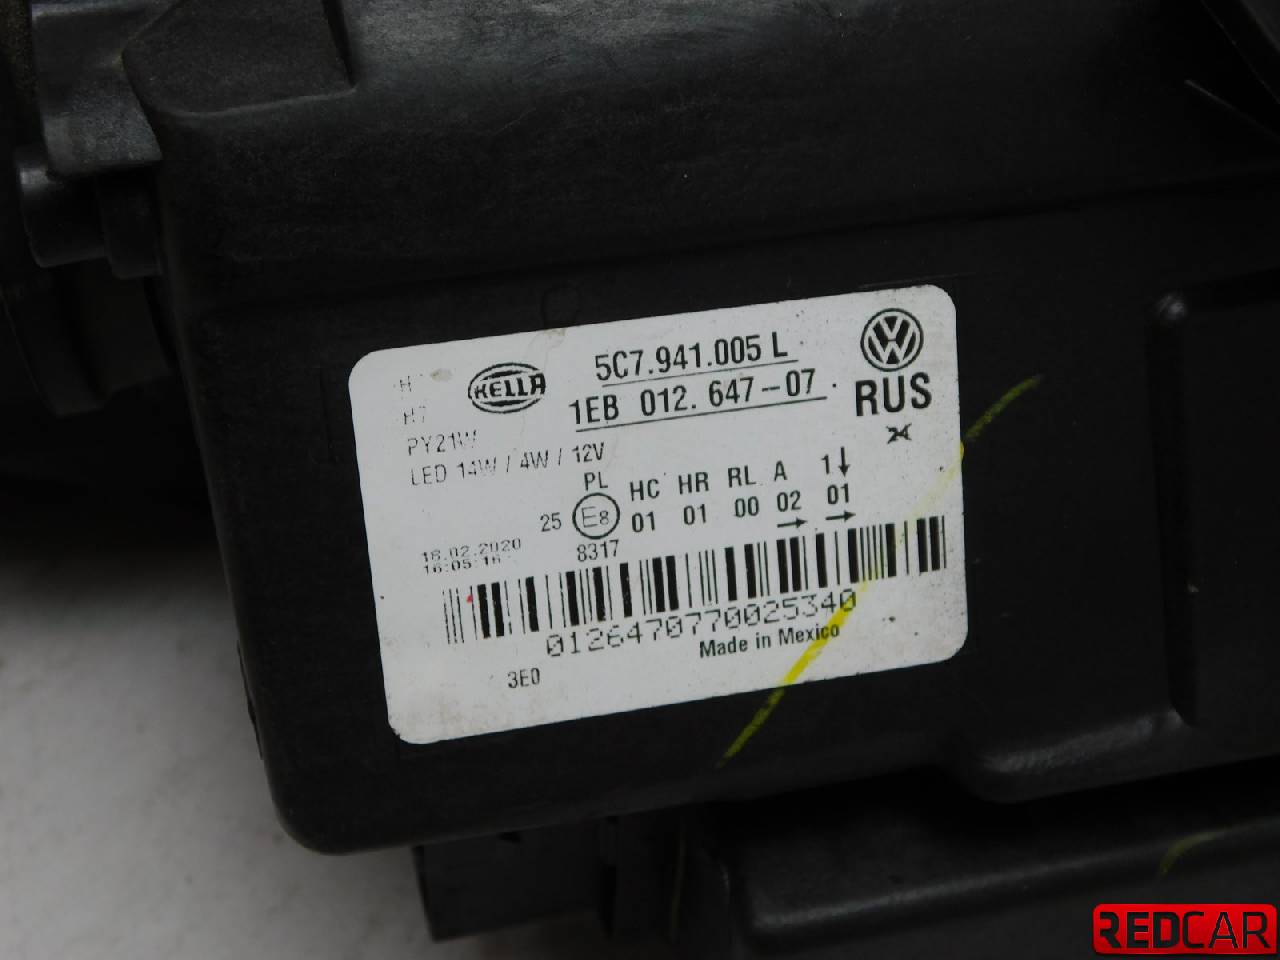 HELLA
5C7.941.005 L
1EB 012.647-07
RUS
H7
PY21W
LED 14W / 4W / 12V
PL HC HR RL A 1↓
25 E8 01 01 00 02 01
→ →
8317
18.02.2020
16:05:16
0126470770025340
Made in Mexico
3E0
REDCAR